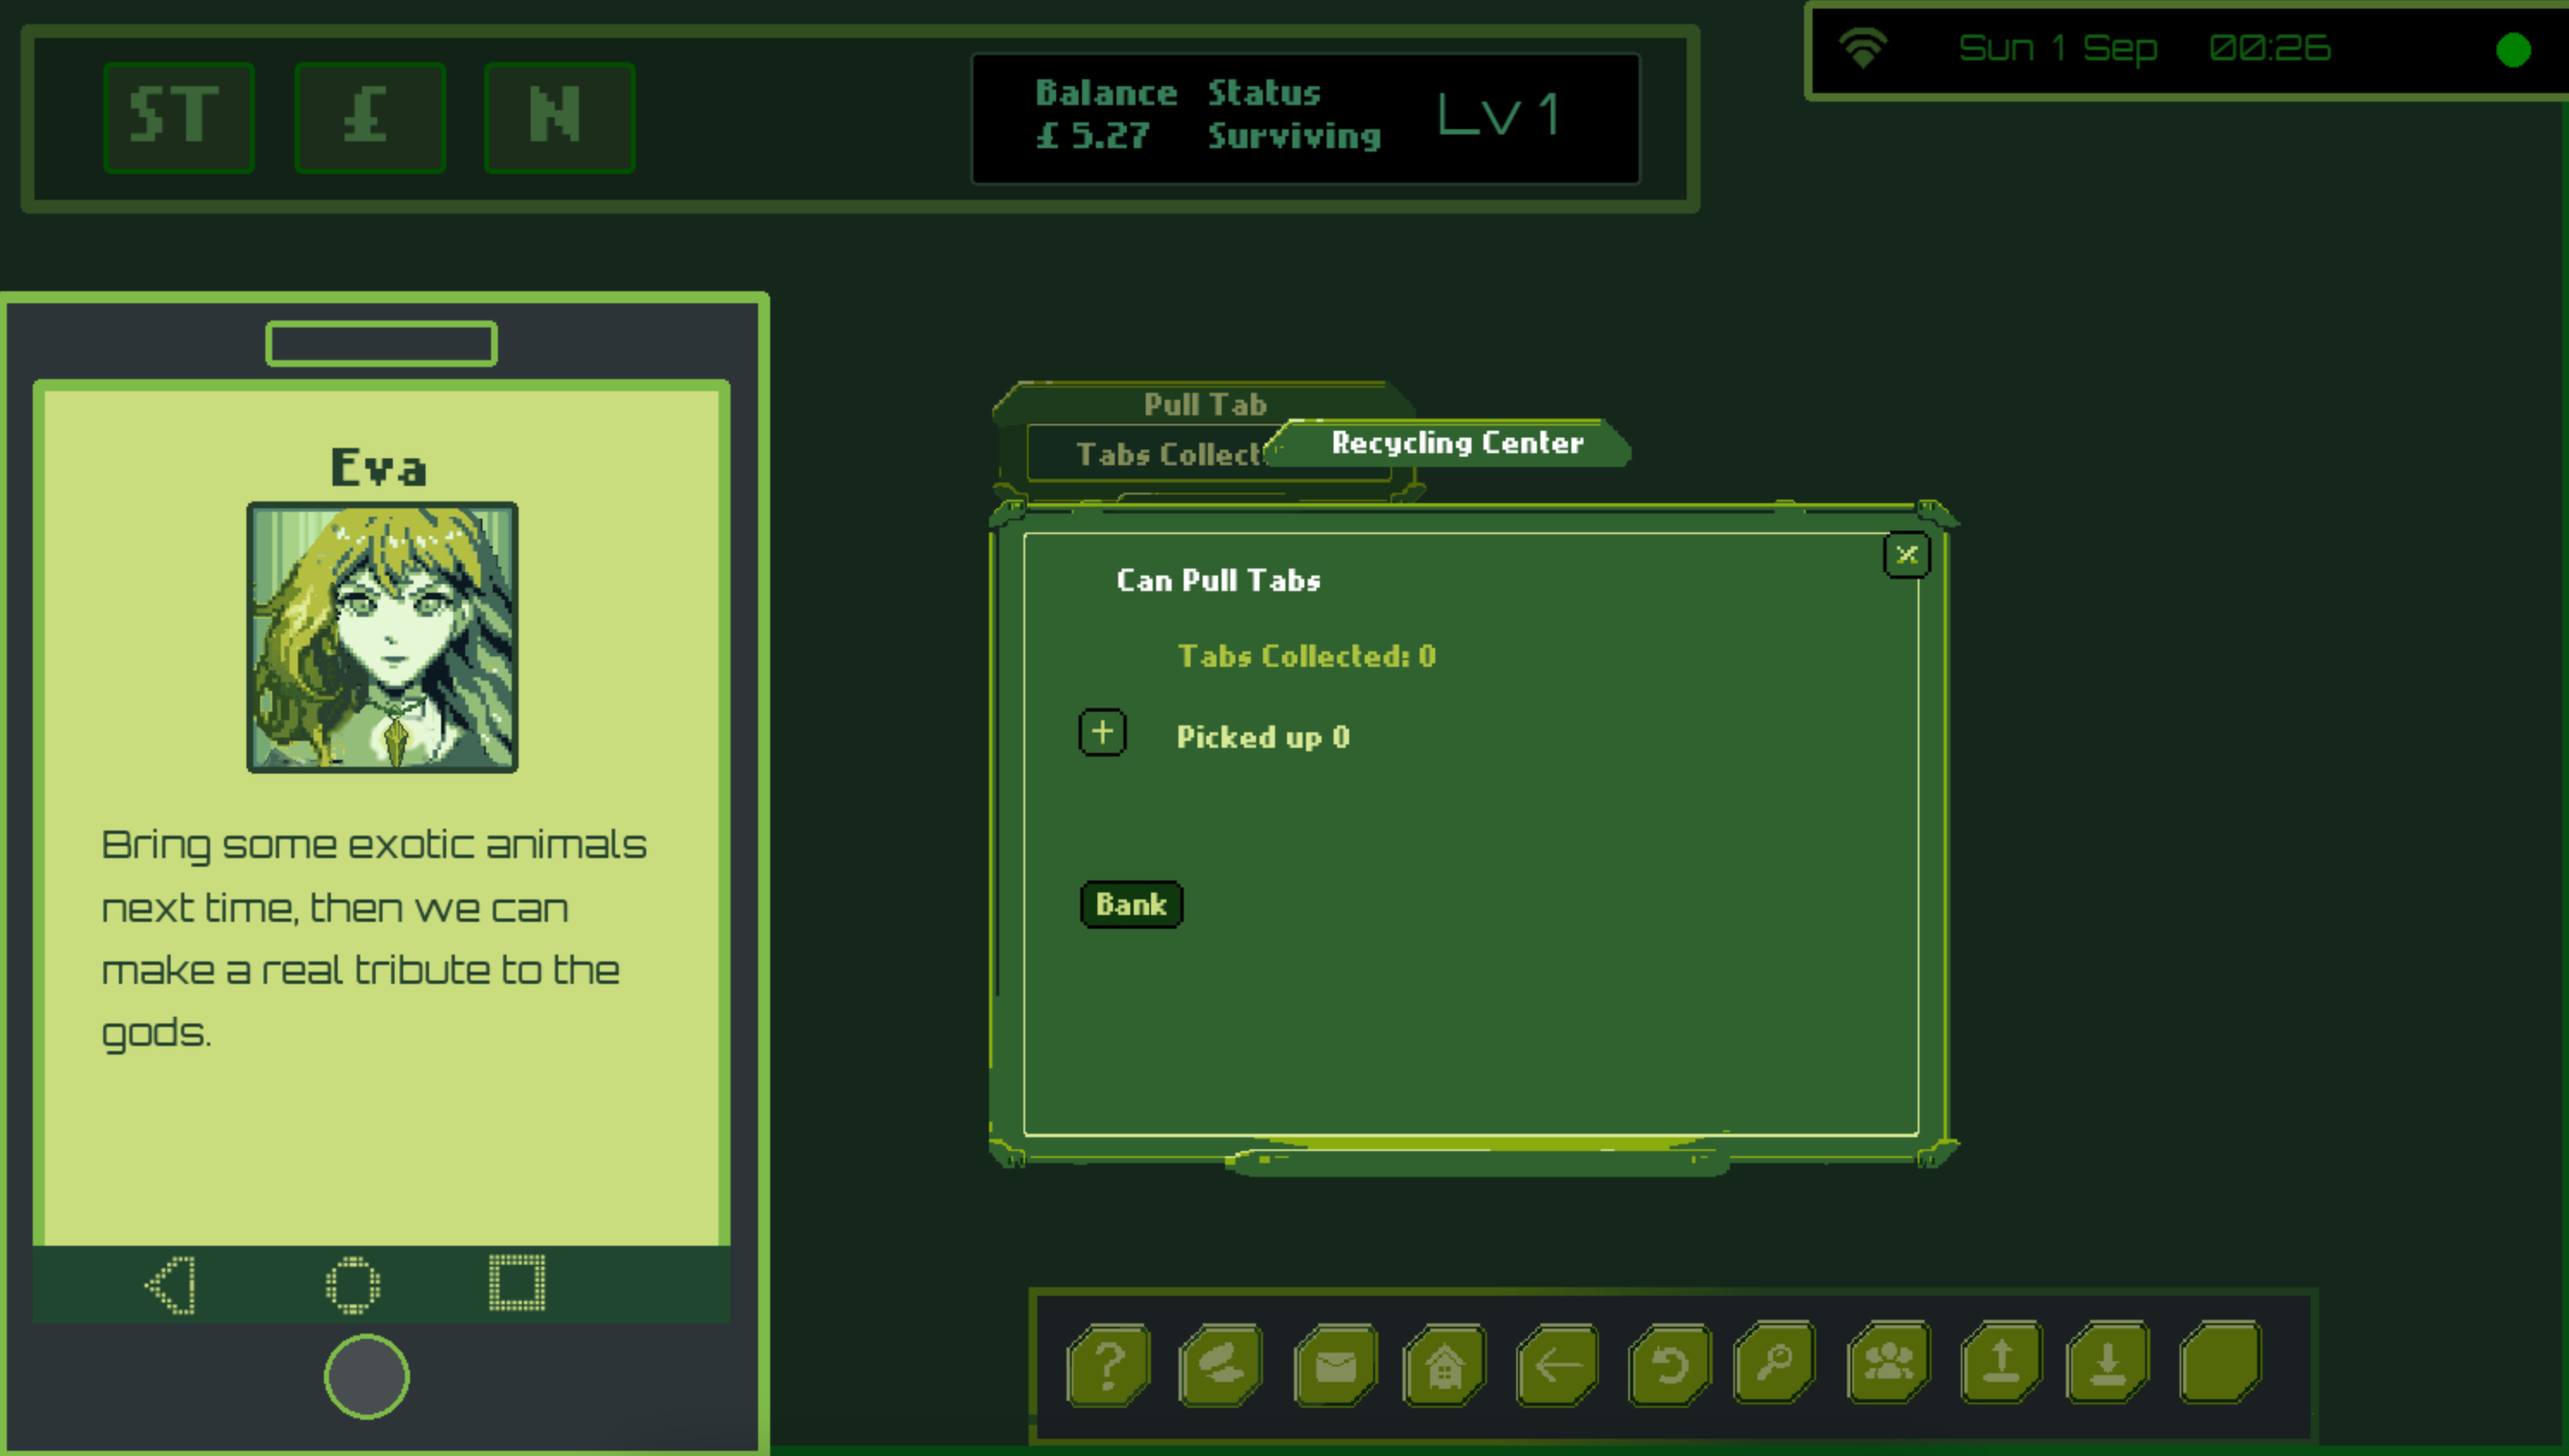 ST £ N
Balance Status
£ 5.27 Surviving
Lv 1
Sun 1 Sep 00:26
Eva
Bring some exotic animals
next time, then we can
make a real tribute to the
gods.
Pull Tab
Tabs Collect
Recycling Center
Can Pull Tabs
Tabs Collected: 0
+ Picked up 0
Bank